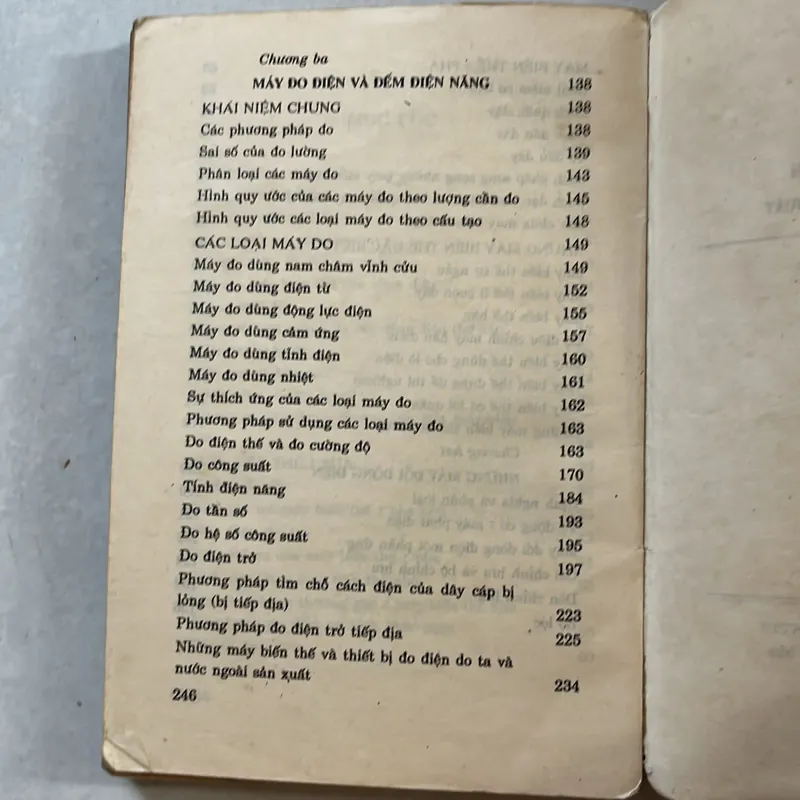 Chương ba
MÁY ĐO ĐIỆN VÀ ĐẾM ĐIỆN NĂNG 138
KHÁI NIỆM CHUNG 138
Các phương pháp đo 138
Sai số của đo lường 139
Phân loại các máy đo 143
Hình quy ước của các máy đo theo lượng cần đo 145
Hình quy ước các loại máy đo theo cấu tạo 148
CÁC LOẠI MÁY ĐO 149
Máy đo dùng nam châm vĩnh cửu 149
Máy đo dùng điện từ 152
Máy đo dùng động lực điện 155
Máy đo dùng cảm ứng 157
Máy đo dùng tĩnh điện 160
Máy đo dùng nhiệt 161
Sự thích ứng của các loại máy đo 162
Phương pháp sử dụng các loại máy đo 163
Đo điện thế và đo cường độ 163
Đo công suất 170
Tính điện năng 184
Đo tần số 193
Đo hệ số công suất 195
Đo điện trở 197
Phương pháp tìm chỗ cách điện của dây cáp bị
lỏng (bị tiếp địa) 223
Phương pháp đo điện trở tiếp địa 225
Những máy biến thế và thiết bị đo điện do ta và
nước ngoài sản xuất 234
246